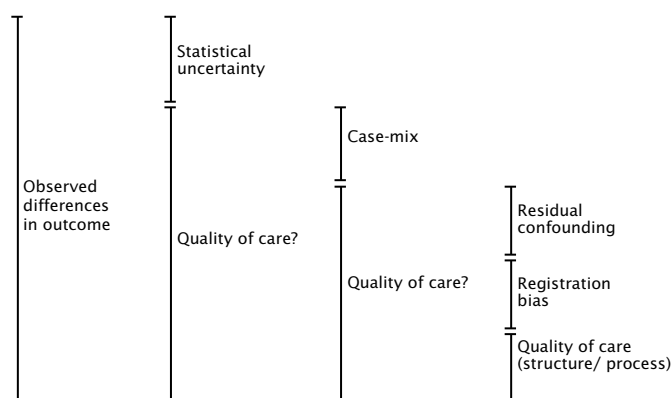 Observed
differences
in outcome
Statistical
uncertainty
Quality of care?
Case-mix
Quality of care?
Residual
confounding
Registration
bias
Quality of care
(structure/ process)